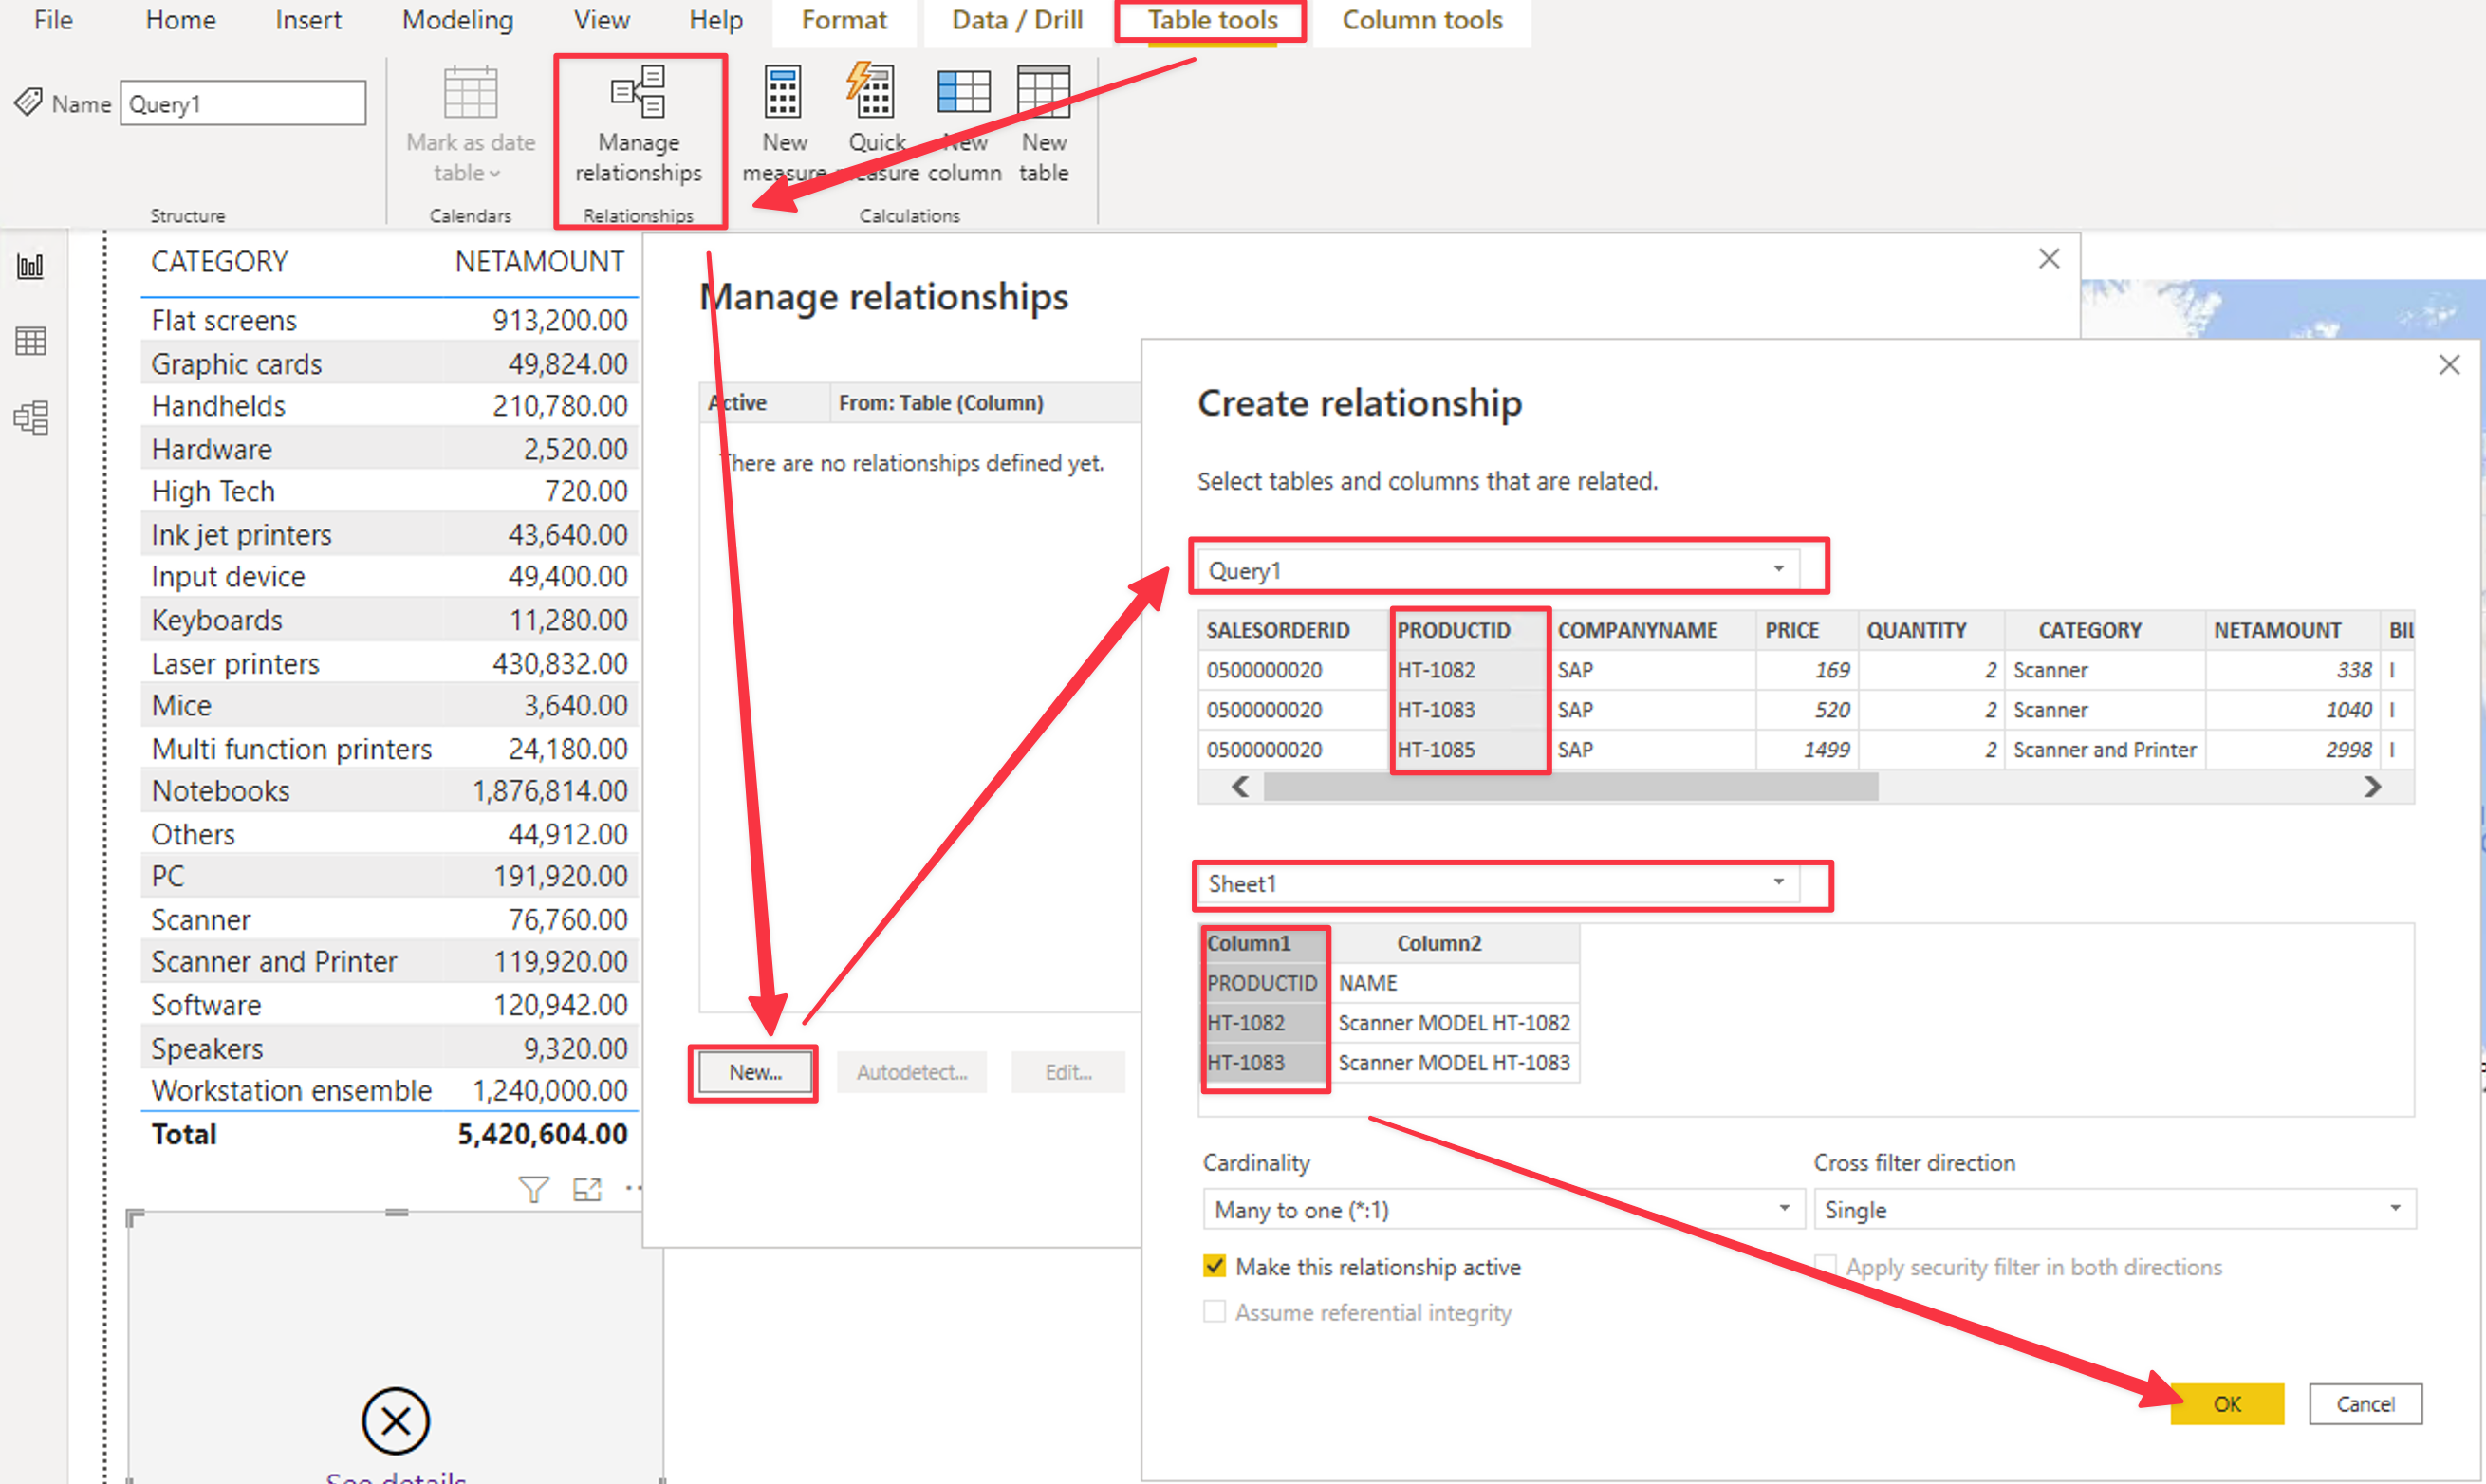 File Home Insert Modeling View Help Format Data / Drill Table tools Column tools
Name Query1
Mark as date table
Manage relationships
New measure
Quick measure
New column
New table
Structure Calendars Relationships Calculations
CATEGORY NETAMOUNT
Flat screens 913,200.00
Graphic cards 49,824.00
Handhelds 210,780.00
Hardware 2,520.00
High Tech 720.00
Ink jet printers 43,640.00
Input device 49,400.00
Keyboards 11,280.00
Laser printers 430,832.00
Mice 3,640.00
Multi function printers 24,180.00
Notebooks 1,876,814.00
Others 44,912.00
PC 191,920.00
Scanner 76,760.00
Scanner and Printer 119,920.00
Software 120,942.00
Speakers 9,320.00
Workstation ensemble 1,240,000.00
Total 5,420,604.00
See details
Manage relationships
Active From: Table (Column)
There are no relationships defined yet.
New... Autodetect... Edit...
Create relationship
Select tables and columns that are related.
Query1
SALESORDERID PRODUCTID COMPANYNAME PRICE QUANTITY CATEGORY NETAMOUNT BIL
0500000020 HT-1082 SAP 169 2 Scanner 338 I
0500000020 HT-1083 SAP 520 2 Scanner 1040 I
0500000020 HT-1085 SAP 1499 2 Scanner and Printer 2998 I
Sheet1
Column1 Column2
PRODUCTID NAME
HT-1082 Scanner MODEL HT-1082
HT-1083 Scanner MODEL HT-1083
Cardinality Cross filter direction
Many to one (*:1) Single
Make this relationship active Apply security filter in both directions
Assume referential integrity
OK Cancel